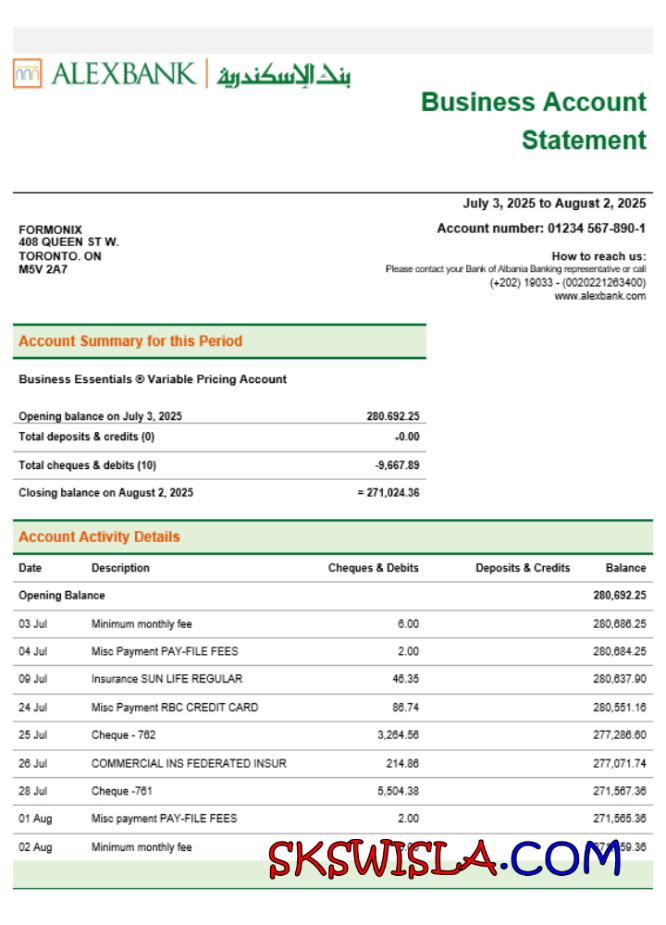 ALEXBANK | بنك الإسكندرية
Business Account
Statement
July 3, 2025 to August 2, 2025
Account number: 01234 567-890-1
FORMONIX
408 QUEEN ST W.
TORONTO. ON
M5V 2A7
How to reach us:
Please contact your Bank of Albania Banking representative or call
(+202) 19033 - (0020221263400)
www.alexbank.com
Account Summary for this Period
Business Essentials ® Variable Pricing Account
Opening balance on July 3, 2025 280.692.25
Total deposits & credits (0) +0.00
Total cheques & debits (10) -9,667.89
Closing balance on August 2, 2025 = 271,024.36
Account Activity Details
Date Description Cheques & Debits Deposits & Credits Balance
Opening Balance 280,692.25
03 Jul Minimum monthly fee 6.00 280,686.25
04 Jul Misc Payment PAY-FILE FEES 2.00 280,684.25
09 Jul Insurance SUN LIFE REGULAR 46.35 280,637.90
24 Jul Misc Payment RBC CREDIT CARD 86.74 280,551.16
25 Jul Cheque - 762 3,264.56 277,286.60
26 Jul COMMERCIAL INS FEDERATED INSUR 214.86 277,071.74
28 Jul Cheque -761 5,504.38 271,567.36
01 Aug Misc payment PAY-FILE FEES 2.00 271,565.36
02 Aug Minimum monthly fee
SKSWISLA.COM